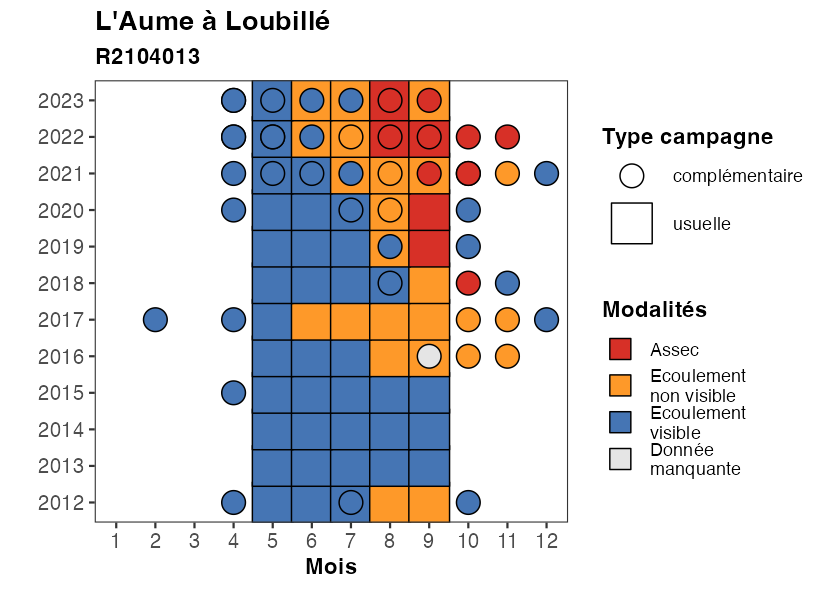 L'Aume à Loubillé
R2104013
2023
2022
2021
2020
2019
2018
2017
2016
2015
2014
2013
2012
1 2 3 4 5 6 7 8 9 10 11 12
Mois
Type campagne
complémentaire
usuelle
Modalités
Assec
Ecoulement
non visible
Ecoulement
visible
Donnée
manquante